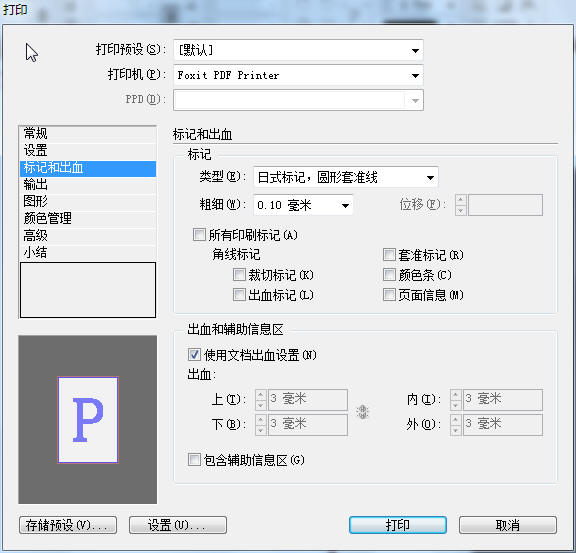 打印
打印预设(S): [默认]
打印机(P): Foxit PDF Printer
PPD(D):
常规
设置
标记和出血
输出
图形
颜色管理
高级
小结
P
标记和出血
标记
类型(E): 日式标记，圆形套准线
粗细(W): 0.10 毫米 位移(F):
所有印刷标记(A)
角线标记 套准标记(R)
裁切标记(K) 颜色条(C)
出血标记(L) 页面信息(M)
出血和辅助信息区
使用文档出血设置(N)
出血:
上(T): 3 毫米 内(I): 3 毫米
下(B): 3 毫米 外(O): 3 毫米
包含辅助信息区(G)
存储预设(V)... 设置(U)... 打印 取消